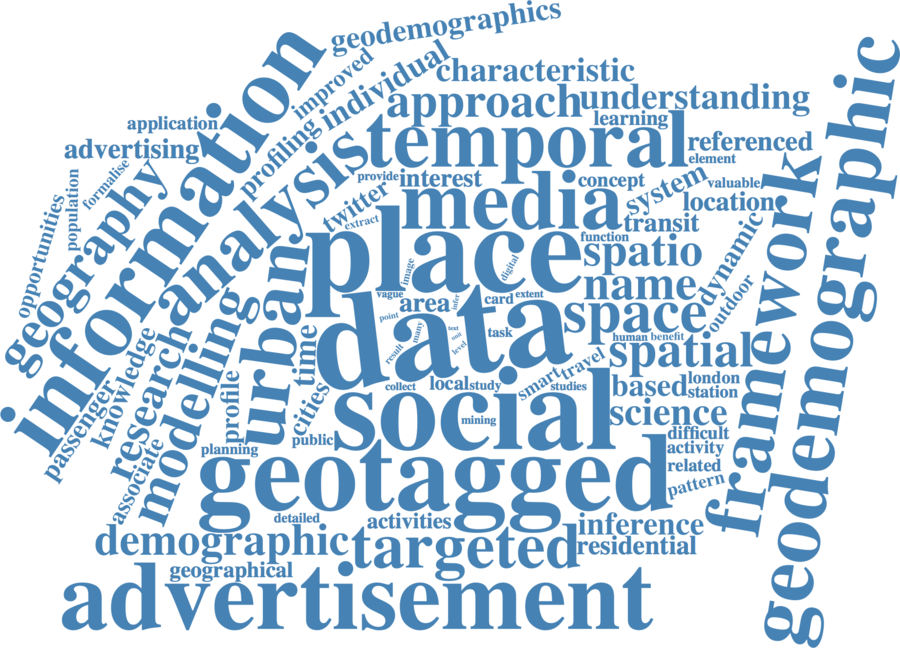 geodemographics
improved
individual
characteristic
information
approach
understanding
application
learning
advertising
profiling
temporal
referenced
element
formalise
analysis
provide
interest
concept
system
valuable
population
twitter
extract
media
location
geography
transit
opportunities
function
place
spatio
dynamic
framework
geodemographic
image
digital
name
outdoor
urban
vague
area
infer
card
extent
space
point
data
many
text
unit
level
task
human
benefit
result
time
spatial
modelling
research
knowledge
passenger
smart
travel
collect
local
study
studies
based
london
station
profile
cities
social
mining
science
public
planning
difficult
activity
associate
geotagged
related
pattern
detailed
activities
inference
demographic
targeted
residential
geographical
advertisement